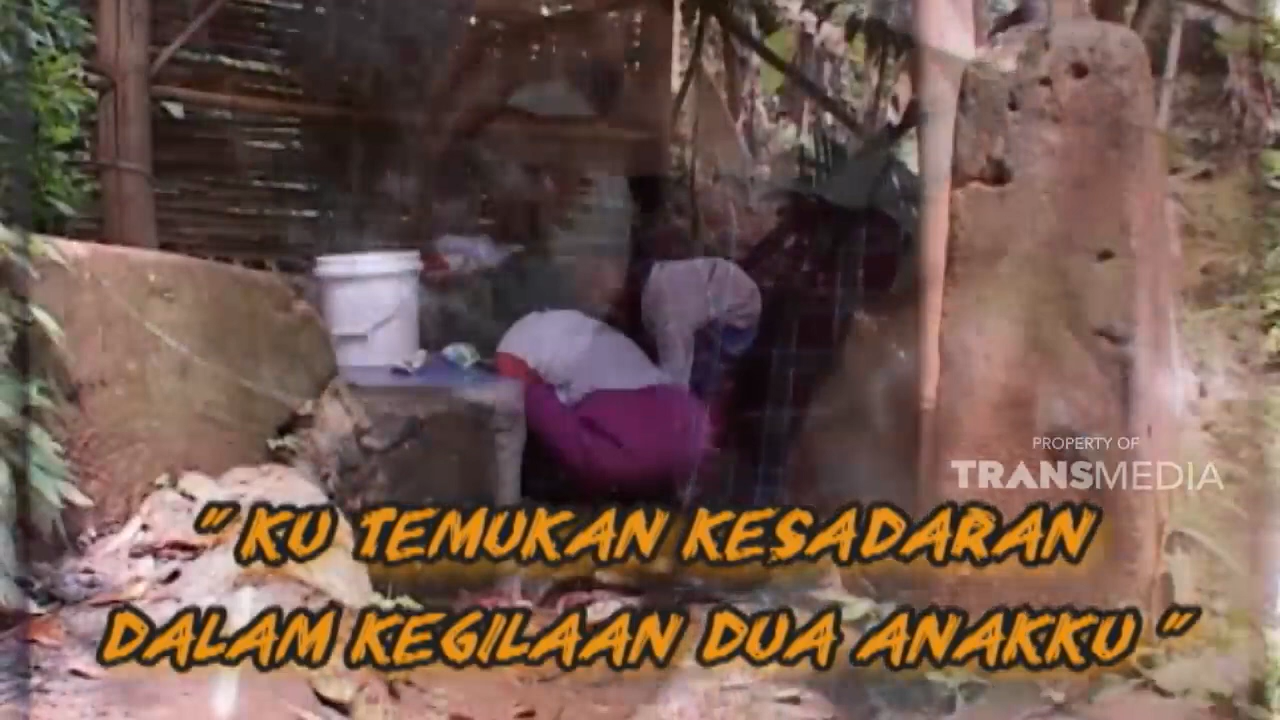 PROPERTY OF
TRANSMEDIA
" KU TEMUKAN KESADARAN
DALAM KEGILAAN DUA ANAKKU "